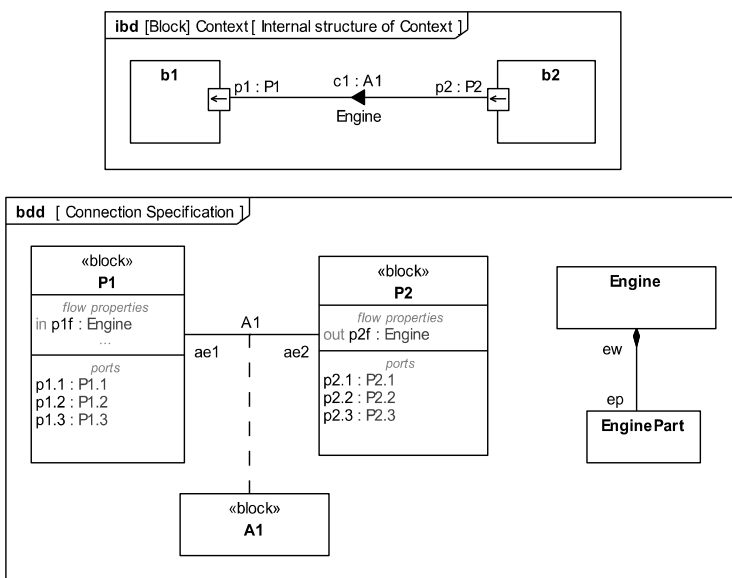 ibd [Block] Context [ Internal structure of Context ]
b1
b2
p1 : P1
c1 : A1
p2 : P2
Engine
bdd [ Connection Specification ]
«block»
P1
flow properties
in p1f : Engine
...
ports
p1.1 : P1.1
p1.2 : P1.2
p1.3 : P1.3
A1
ae1
ae2
«block»
P2
flow properties
out p2f : Engine
ports
p2.1 : P2.1
p2.2 : P2.2
p2.3 : P2.3
Engine
ew
ep
EnginePart
«block»
A1